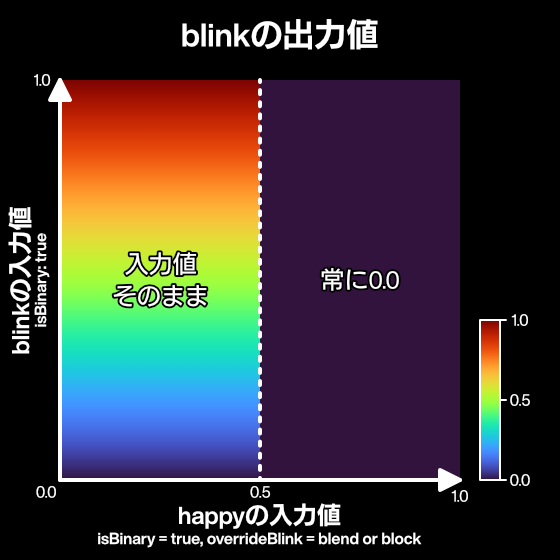 blinkの出力値
1.0
blinkの入力値
isBinary: true
入力値
そのまま
常に0.0
1.0
0.5
0.0
0.0
0.5
1.0
happyの入力値
isBinary = true, overrideBlink = blend or block